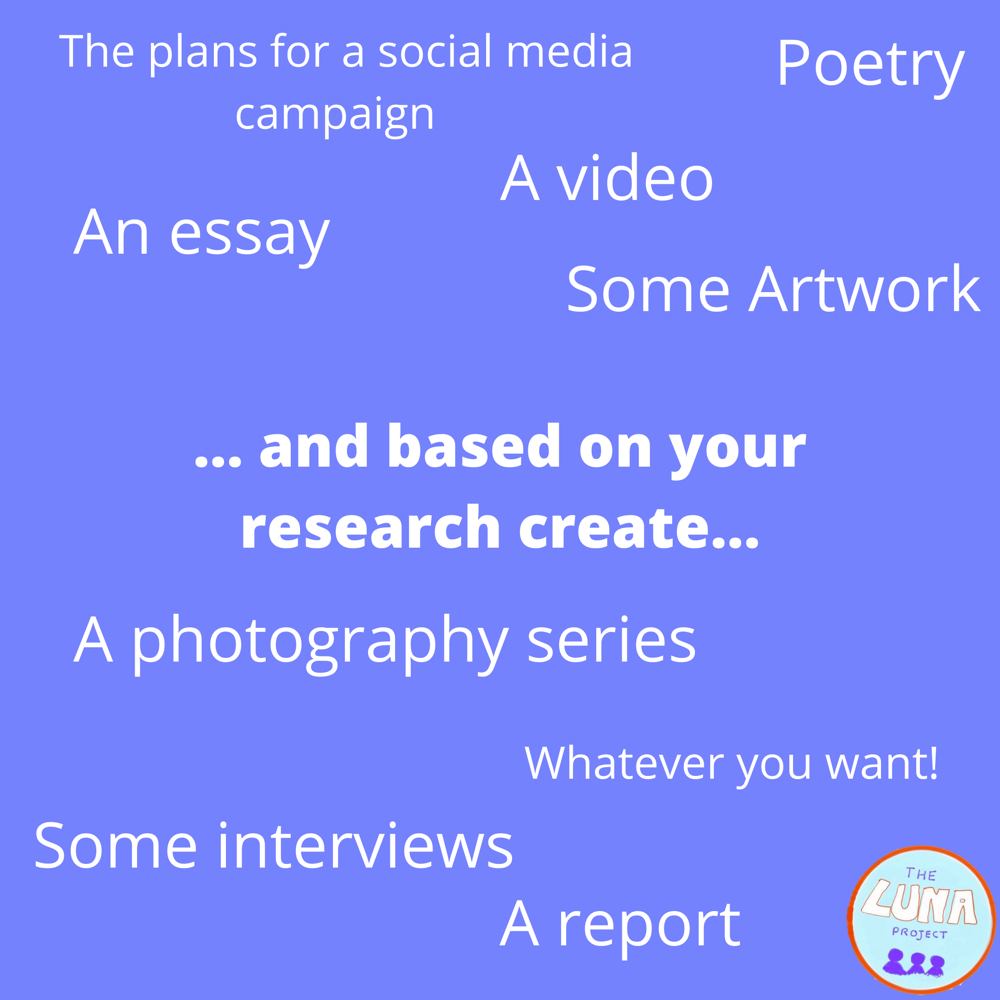 The plans for a social media
campaign
Poetry
A video
An essay
Some Artwork
... and based on your
research create...
A photography series
Whatever you want!
Some interviews
A report
THE
LUNA
PROJECT